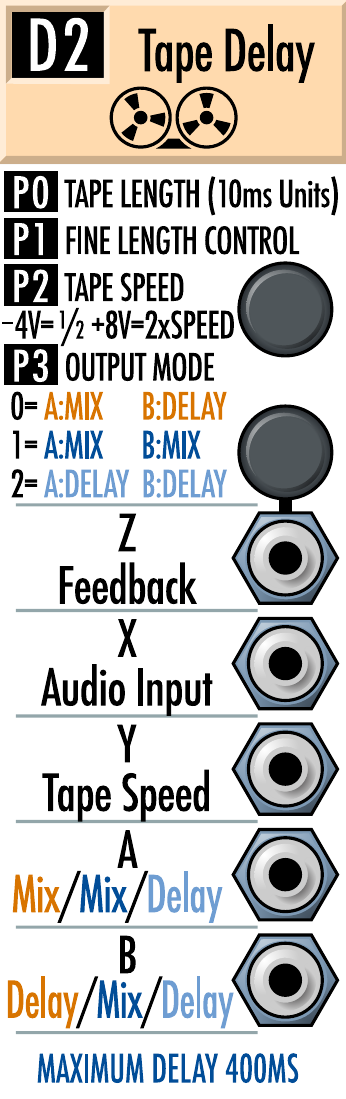 D2 Tape Delay
P0 TAPE LENGTH (10ms Units)
P1 FINE LENGTH CONTROL
P2 TAPE SPEED
-4V=½ +8V=2xSPEED
P3 OUTPUT MODE
0= A:MIX B:DELAY
1= A:MIX B:MIX
2= A:DELAY B:DELAY
Z
Feedback
X
Audio Input
Y
Tape Speed
A
Mix/Mix/Delay
B
Delay/Mix/Delay
MAXIMUM DELAY 400MS